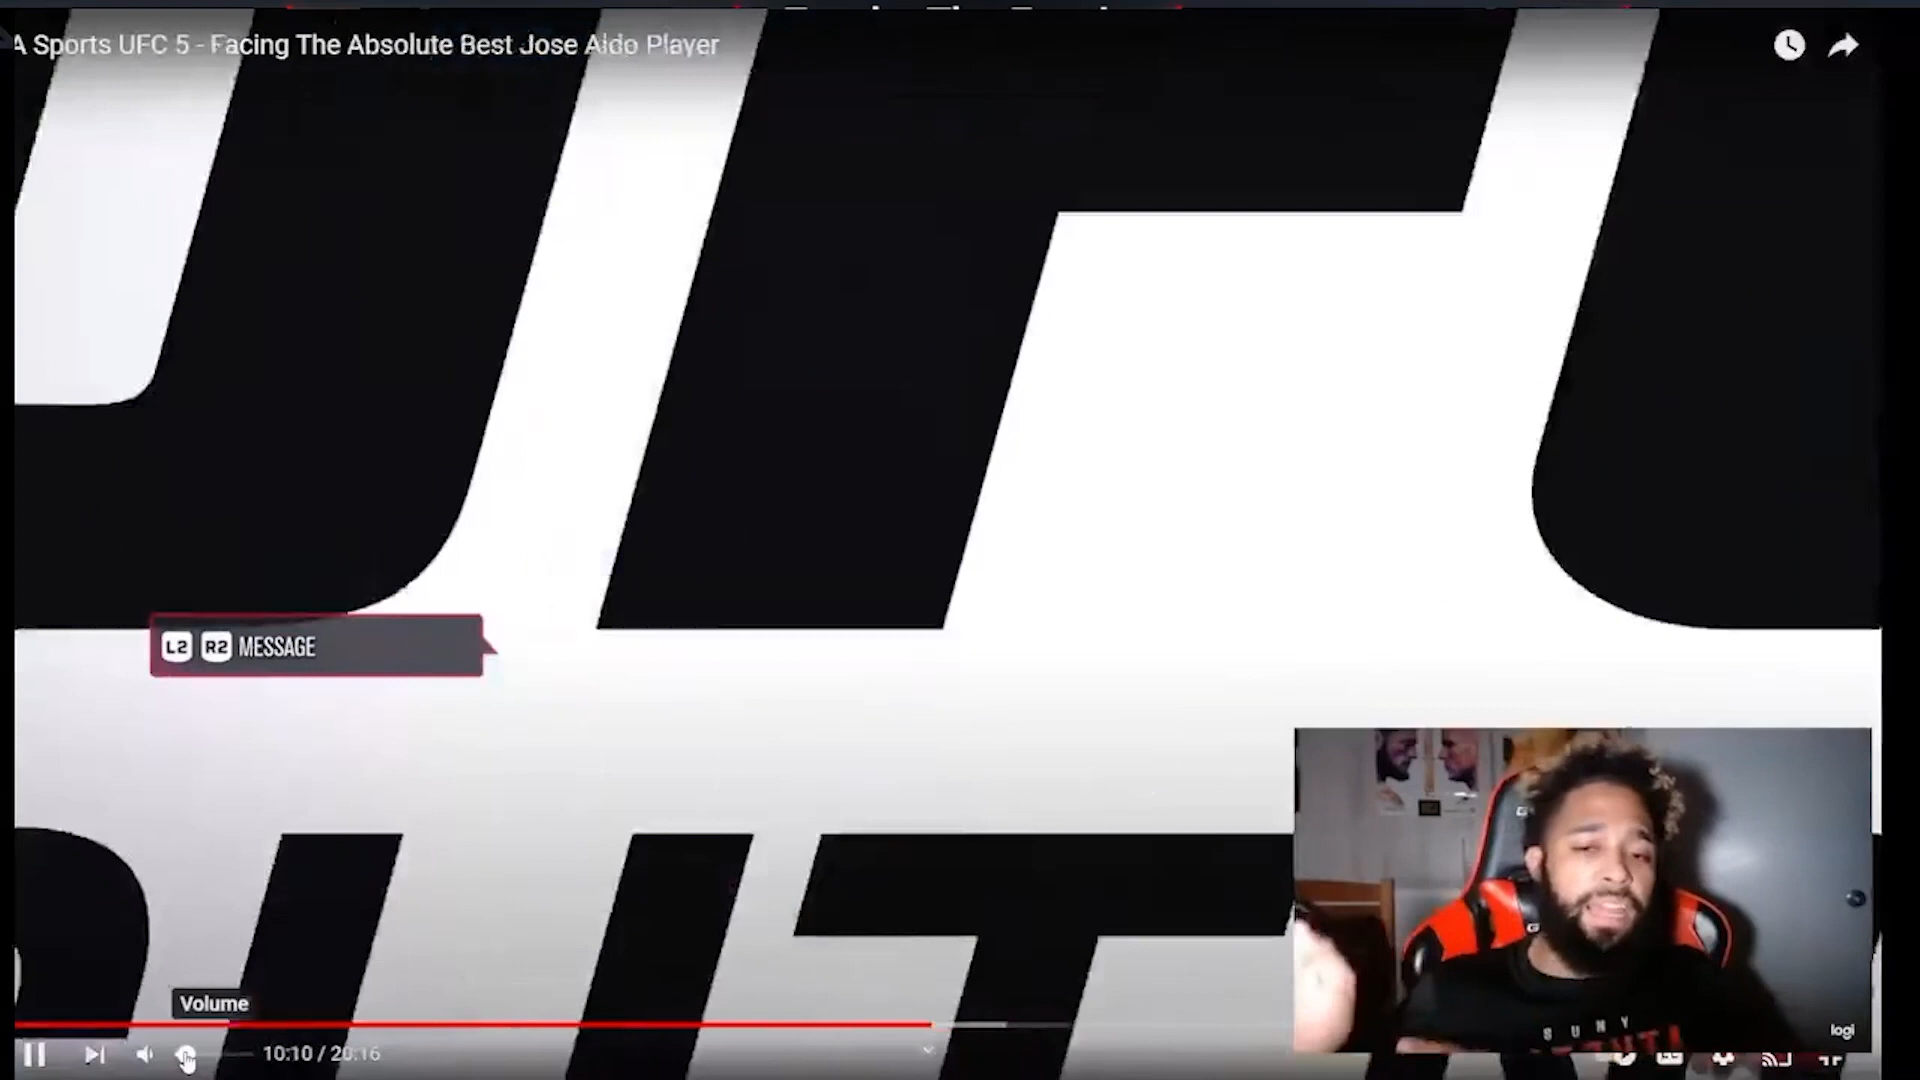 A Sports UFC 5 - Facing The Absolute Best Jose Aldo Player
L2 R2 MESSAGE
Volume
10:10 / 20:16
SUNY
logi